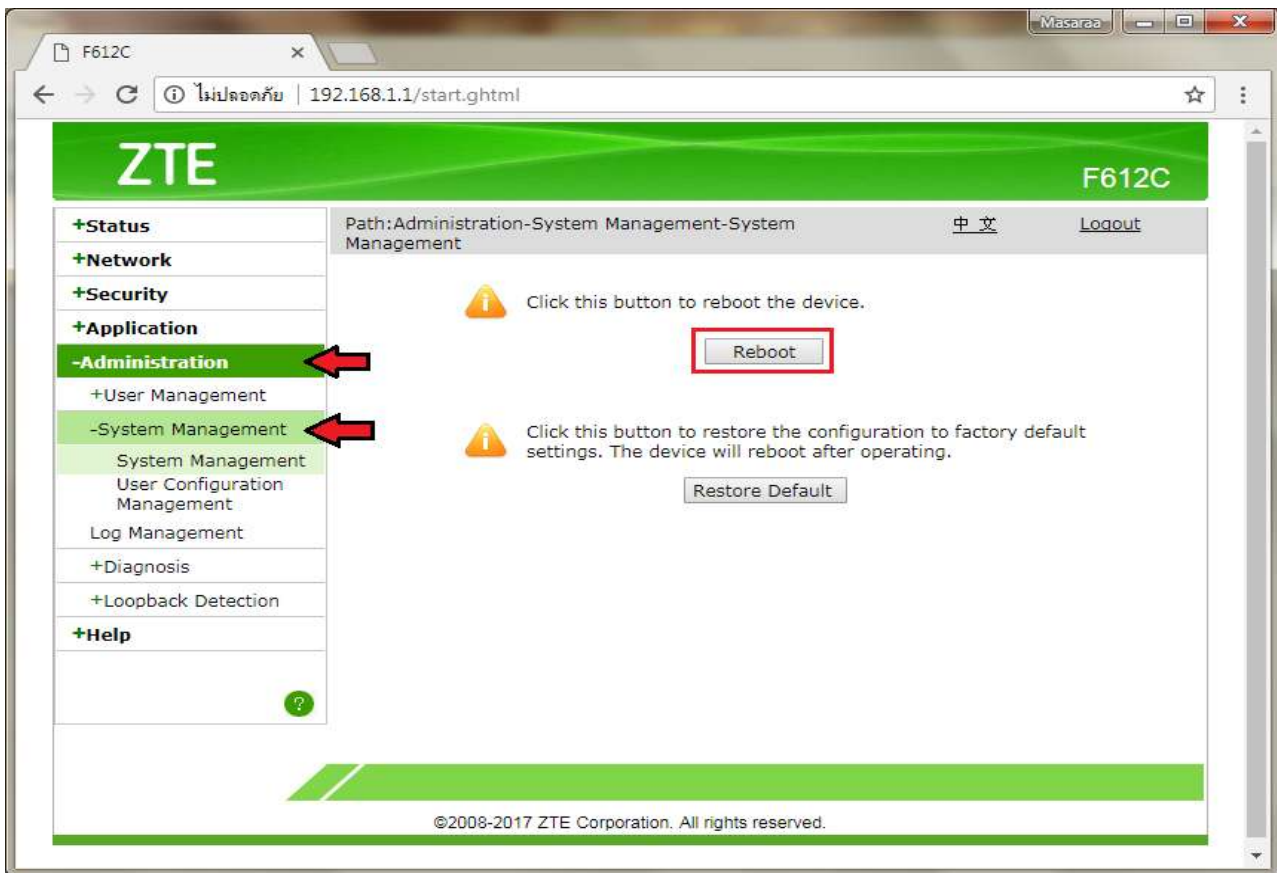 Masaraa
F612C
ไม่ปลอดภัย | 192.168.1.1/start.ghtml
ZTE
F612C
+Status
+Network
+Security
+Application
-Administration
+User Management
-System Management
System Management
User Configuration
Management
Log Management
+Diagnosis
+Loopback Detection
+Help
?
Path:Administration-System Management-System
Management
中 文
Logout
Click this button to reboot the device.
Reboot
Click this button to restore the configuration to factory default
settings. The device will reboot after operating.
Restore Default
©2008-2017 ZTE Corporation. All rights reserved.